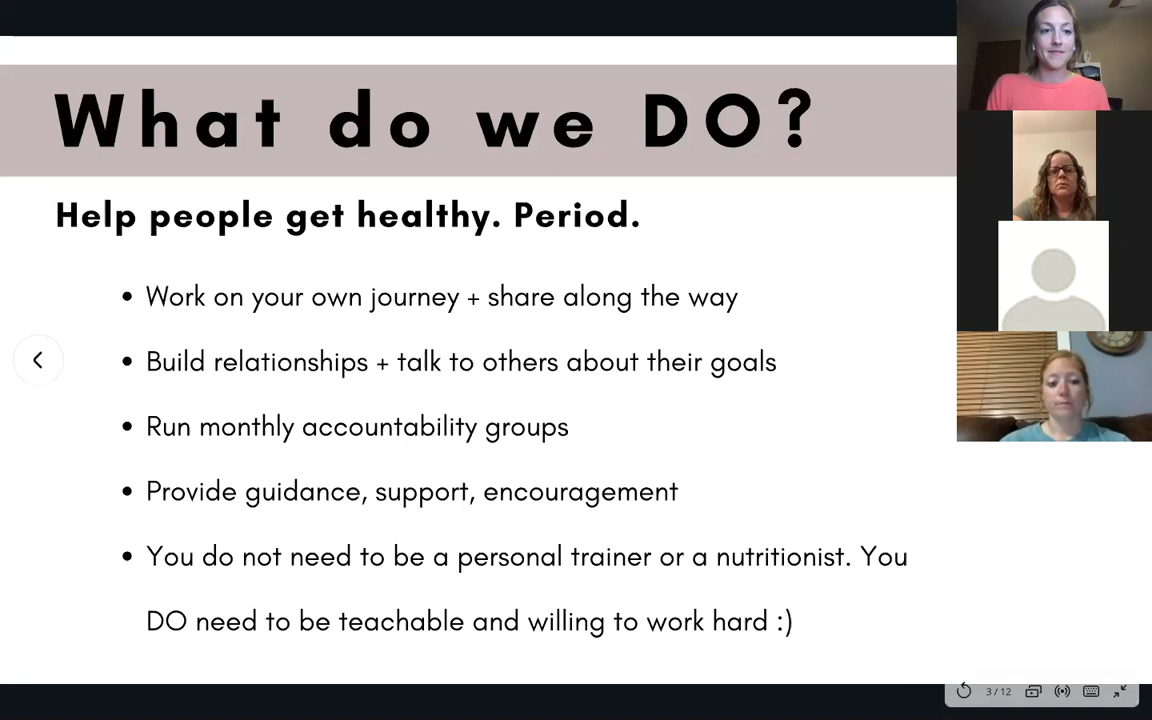 What do we DO?
Help people get healthy. Period.
• Work on your own journey + share along the way
• Build relationships + talk to others about their goals
• Run monthly accountability groups
• Provide guidance, support, encouragement
• You do not need to be a personal trainer or a nutritionist. You
DO need to be teachable and willing to work hard :)
3 / 12